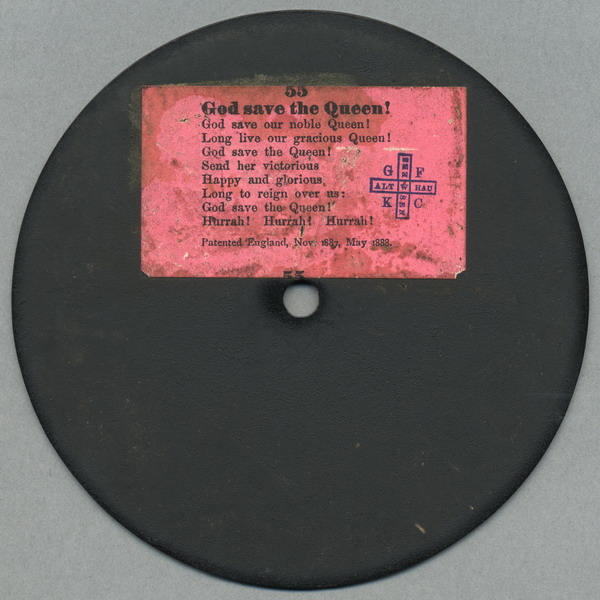 55
God save the Queen!
God save our noble Queen!
Long live our gracious Queen!
God save the Queen!
Send her victorious
Happy and glorious,
Long to reign over us:
God save the Queen!
Hurrah! Hurrah! Hurrah!
Patented England, Nov. 1887, May 1888.
G F
ALT HAU
K C
55